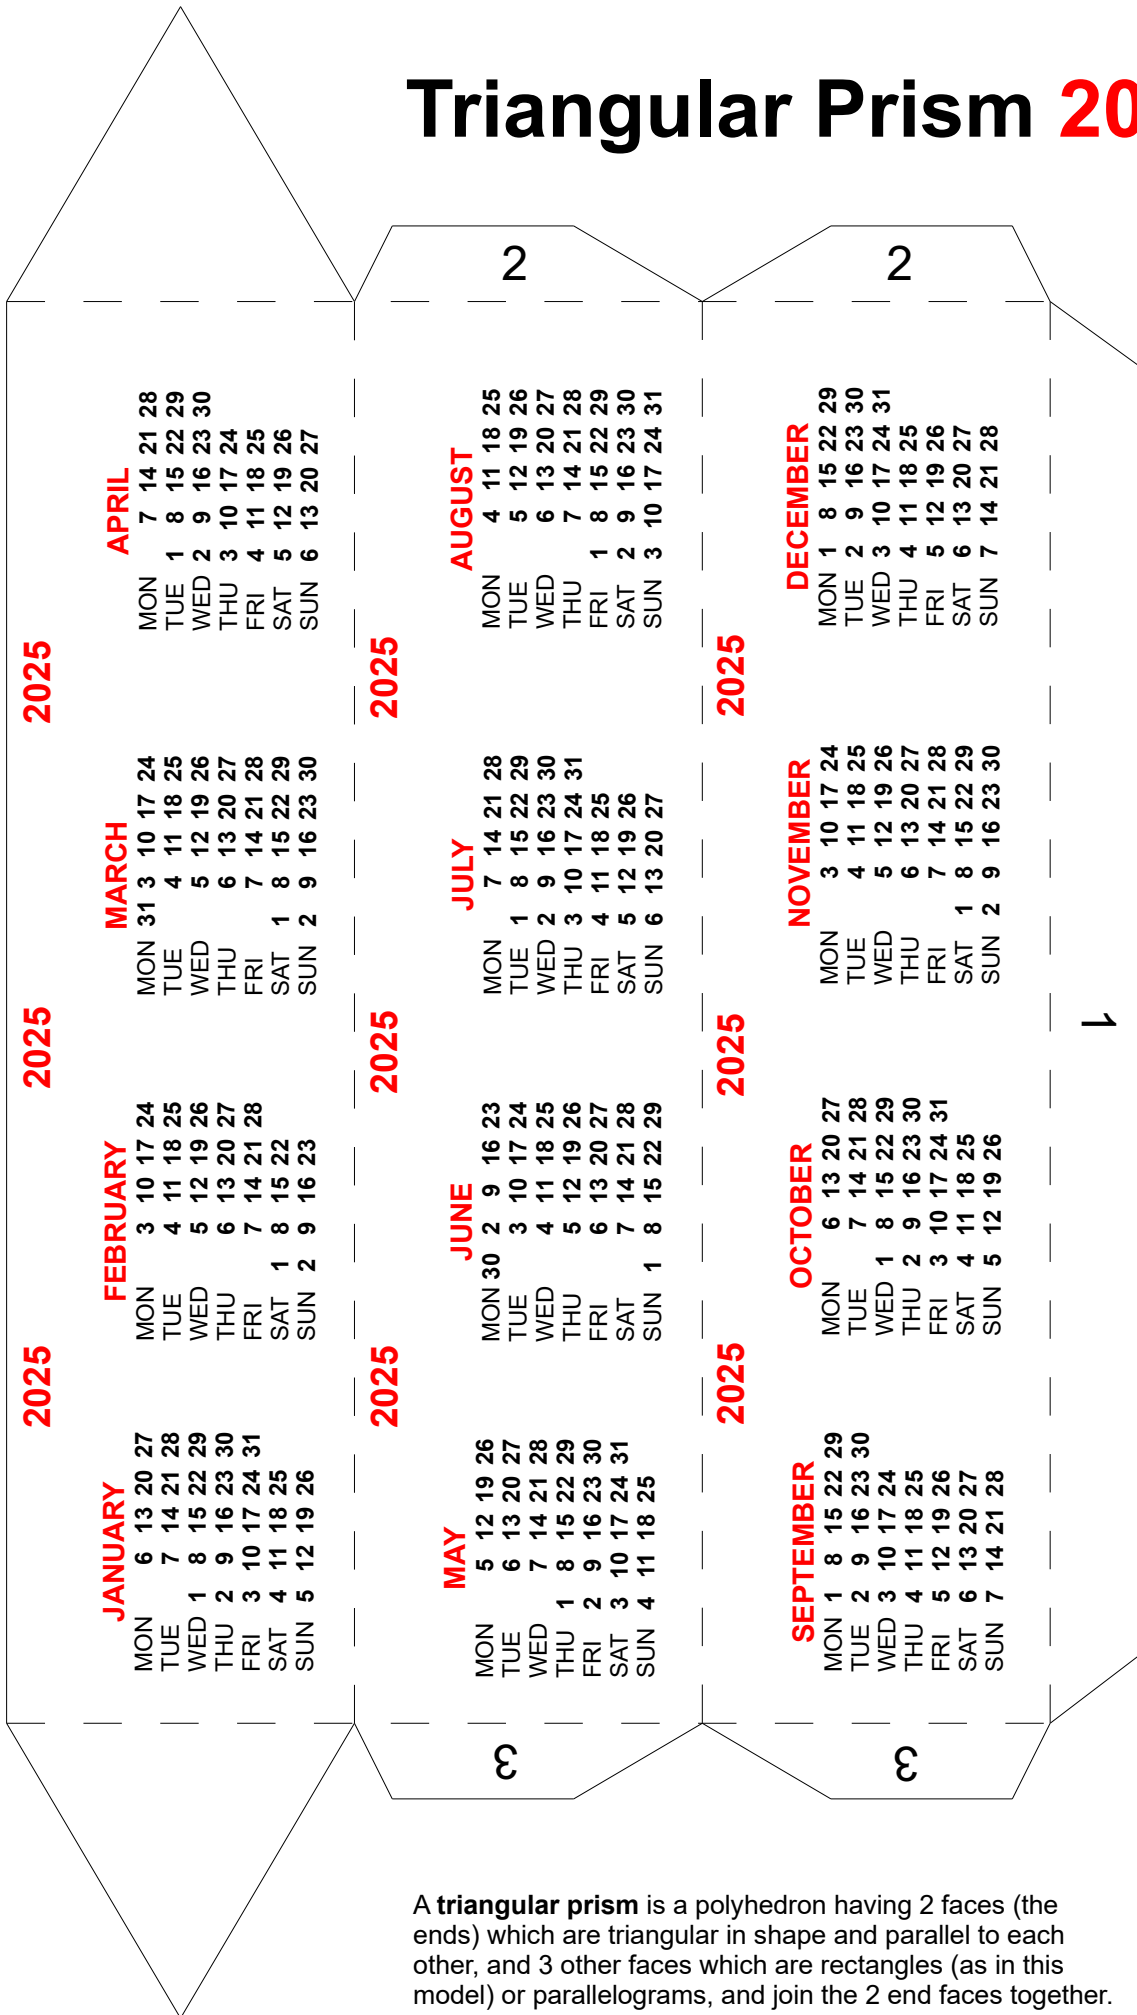 Triangular Prism 20
2
2
2025
2025
2025
2025
2025
2025
2025
2025
2025
JANUARY
MON 6 13 20 27
TUE 7 14 21 28
WED 1 8 15 22 29
THU 2 9 16 23 30
FRI 3 10 17 24 31
SAT 4 11 18 25
SUN 5 12 19 26
FEBRUARY
MON 3 10 17 24
TUE 4 11 18 25
WED 5 12 19 26
THU 6 13 20 27
FRI 7 14 21 28
SAT 1 8 15 22
SUN 2 9 16 23
MARCH
MON 31 3 10 17 24
TUE 4 11 18 25
WED 5 12 19 26
THU 6 13 20 27
FRI 7 14 21 28
SAT 1 8 15 22 29
SUN 2 9 16 23 30
APRIL
MON 7 14 21 28
TUE 1 8 15 22 29
WED 2 9 16 23 30
THU 3 10 17 24
FRI 4 11 18 25
SAT 5 12 19 26
SUN 6 13 20 27
MAY
MON 5 12 19 26
TUE 6 13 20 27
WED 7 14 21 28
THU 1 8 15 22 29
FRI 2 9 16 23 30
SAT 3 10 17 24 31
SUN 4 11 18 25
JUNE
MON 30 2 9 16 23
TUE 3 10 17 24
WED 4 11 18 25
THU 5 12 19 26
FRI 6 13 20 27
SAT 7 14 21 28
SUN 1 8 15 22 29
JULY
MON 7 14 21 28
TUE 1 8 15 22 29
WED 2 9 16 23 30
THU 3 10 17 24 31
FRI 4 11 18 25
SAT 5 12 19 26
SUN 6 13 20 27
AUGUST
MON 4 11 18 25
TUE 5 12 19 26
WED 6 13 20 27
THU 7 14 21 28
FRI 1 8 15 22 29
SAT 2 9 16 23 30
SUN 3 10 17 24 31
SEPTEMBER
MON 1 8 15 22 29
TUE 2 9 16 23 30
WED 3 10 17 24
THU 4 11 18 25
FRI 5 12 19 26
SAT 6 13 20 27
SUN 7 14 21 28
OCTOBER
MON 6 13 20 27
TUE 7 14 21 28
WED 1 8 15 22 29
THU 2 9 16 23 30
FRI 3 10 17 24 31
SAT 4 11 18 25
SUN 5 12 19 26
NOVEMBER
MON 3 10 17 24
TUE 4 11 18 25
WED 5 12 19 26
THU 6 13 20 27
FRI 7 14 21 28
SAT 1 8 15 22 29
SUN 2 9 16 23 30
DECEMBER
MON 1 8 15 22 29
TUE 2 9 16 23 30
WED 3 10 17 24 31
THU 4 11 18 25
FRI 5 12 19 26
SAT 6 13 20 27
SUN 7 14 21 28
1
3
3
A triangular prism is a polyhedron having 2 faces (the
ends) which are triangular in shape and parallel to each
other, and 3 other faces which are rectangles (as in this
model) or parallelograms, and join the 2 end faces together.